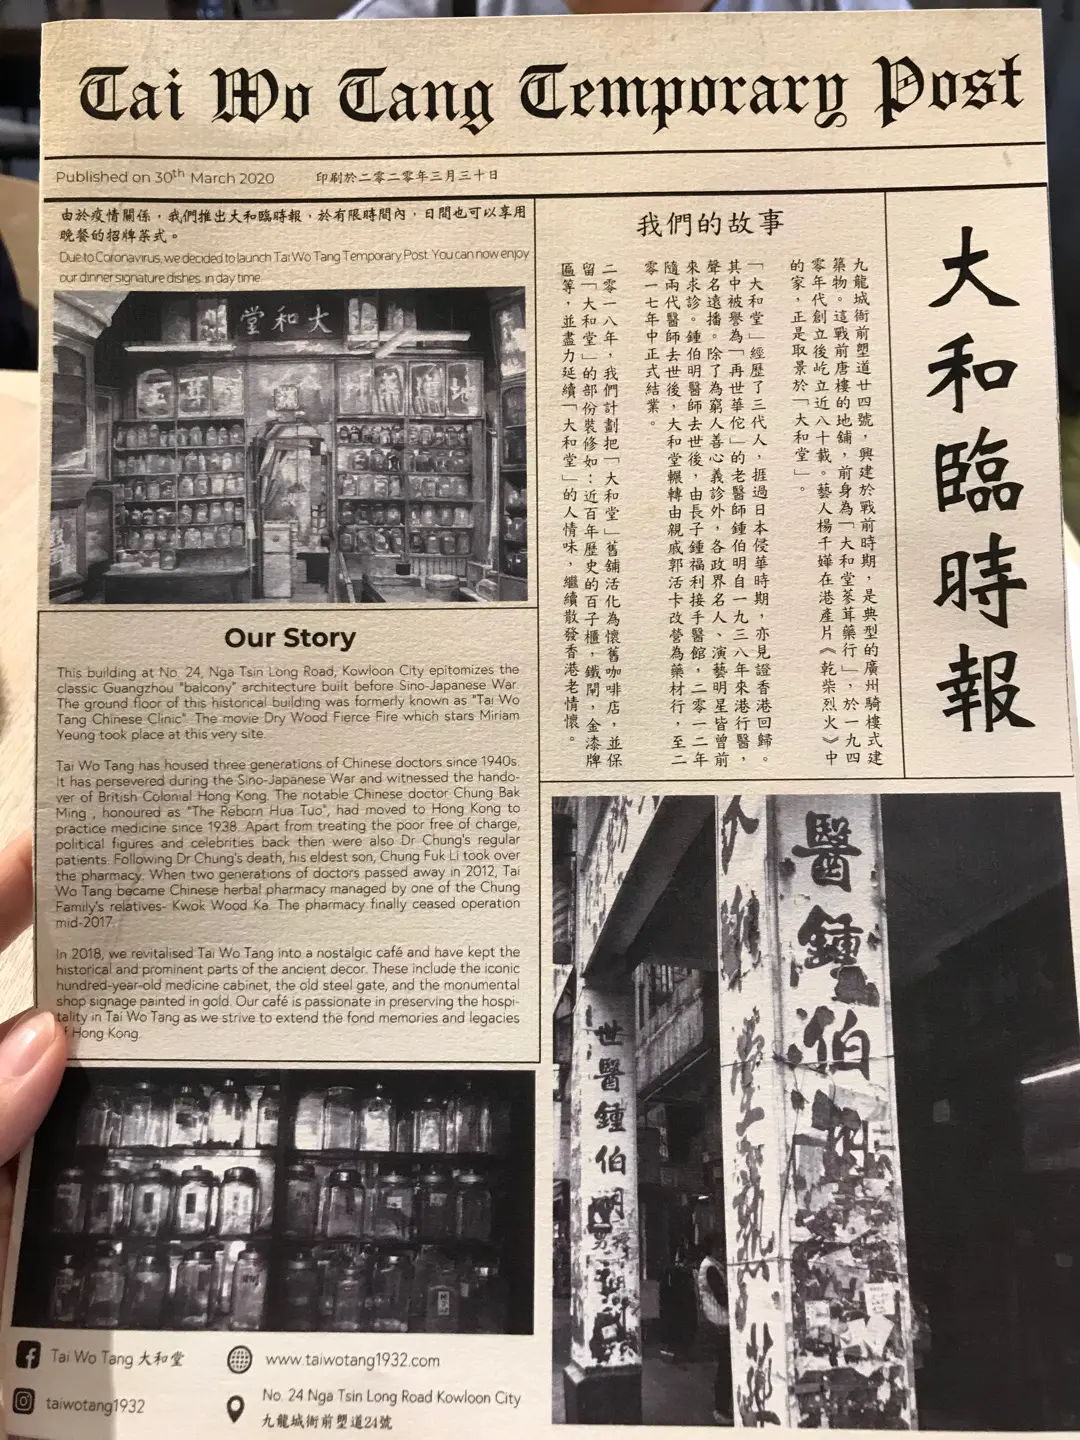 Tai Wo Tang Temporary Post
Published on 30th March 2020
印刷於二零二零年三月三十日
由於疫情關係，我們推出大和臨時報，於有限時間內，日間也可以享用
晚餐的招牌菜式。
Due to Coronavirus, we decided to launch Tai Wo Tang Temporary Post. You can now enjoy
our dinner signature dishes in day time.
堂和大
Our Story
This building at No. 24, Nga Tsin Long Road, Kowloon City epitomizes the
classic Guangzhou "balcony" architecture built before Sino-Japanese War.
The ground floor of this historical building was formerly known as "Tai Wo
Tang Chinese Clinic". The movie Dry Wood Fierce Fire which stars Miriam
Yeung took place at this very site.
Tai Wo Tang has housed three generations of Chinese doctors since 1940s.
It has persevered during the Sino-Japanese War and witnessed the hando-
ver of British Colonial Hong Kong. The notable Chinese doctor Chung Bak
Ming , honoured as "The Reborn Hua Tuo", had moved to Hong Kong to
practice medicine since 1938. Apart from treating the poor free of charge,
political figures and celebrities back then were also Dr Chung's regular
patients. Following Dr Chung's death, his eldest son, Chung Fuk Li took over
the pharmacy. When two generations of doctors passed away in 2012, Tai
Wo Tang became Chinese herbal pharmacy managed by one of the Chung
Family's relatives- Kwok Wood Ka. The pharmacy finally ceased operation
mid-2017.
In 2018, we revitalised Tai Wo Tang into a nostalgic café and have kept the
historical and prominent parts of the ancient decor. These include the iconic
hundred-year-old medicine cabinet, the old steel gate, and the monumental
shop signage painted in gold. Our café is passionate in preserving the hospi-
tality in Tai Wo Tang as we strive to extend the fond memories and legacies
of Hong Kong.
大和臨時報
我們的故事
九龍城衙前塱道廿四號，興建於戰前時期，是典型的廣州騎樓式建
築物。這戰前唐樓的地舖，前身為「大和堂蔘茸藥行」，於一九四
零年代創立後屹立近八十載。藝人楊千嬅在港產片《乾柴烈火》中
的家，正是取景於「大和堂」。
「大和堂」經歷了三代人，捱過日本侵華時期，亦見證香港回歸。
其中被譽為「再世華佗」的老醫師鍾伯明自一九三八年來港行醫，
聲名遠播。除了為窮人善心義診外，各政界名人、演藝明星皆曾前
來求診。鍾伯明醫師去世後，由長子鍾福利接手醫館，二零一二年
隨兩代醫師去世後，大和堂輾轉由親戚郭活卡改營為藥材行，至二
零一七年中正式結業。
二零一八年，我們計劃把「大和堂」舊舖活化為懷舊咖啡店，並保
留「大和堂」的部份裝修如：近百年歷史的百子櫃，鐵閘，金漆牌
區等，並盡力延續「大和堂」的人情味，繼續散發香港老情懷。
醫鍾伯
世醫鍾伯明
Tai Wo Tang 大和堂
www.taiwotang1932.com
taiwotang1932
No. 24 Nga Tsin Long Road Kowloon City
九龍城衙前塱道24號